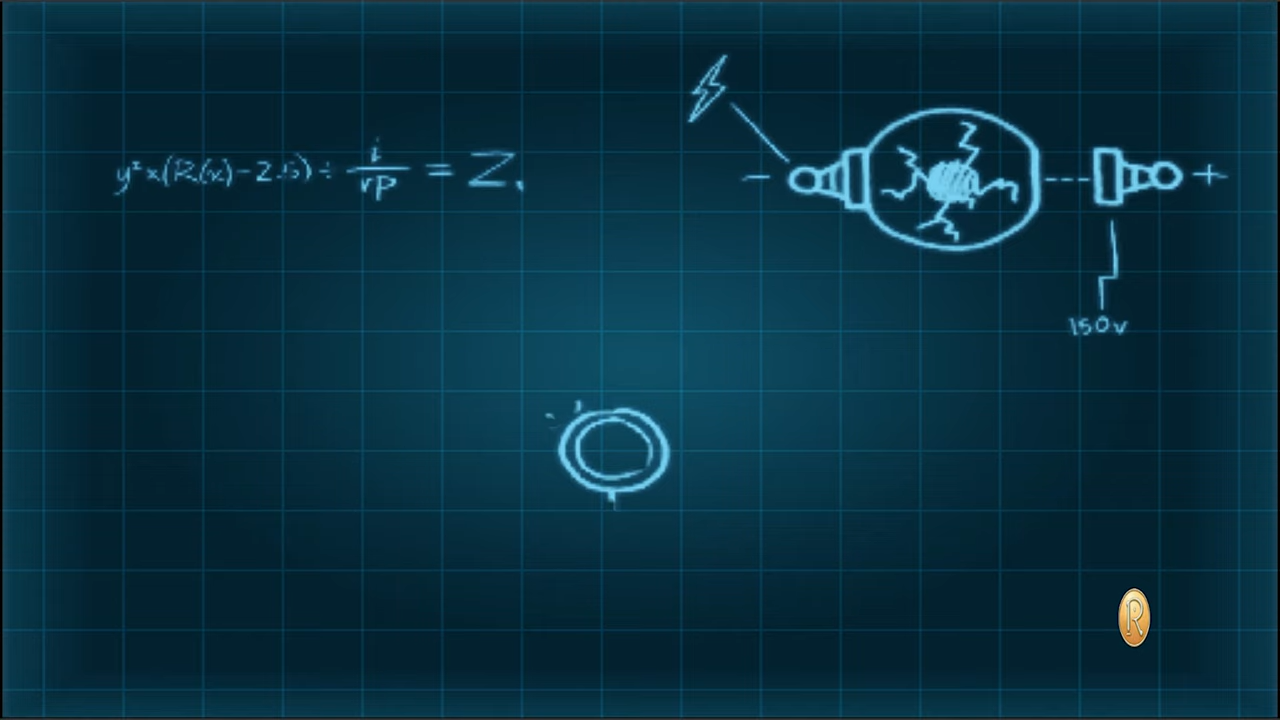 y² x (R(x) - 2.5) ÷ i/rp = Z.
- +
150v
R